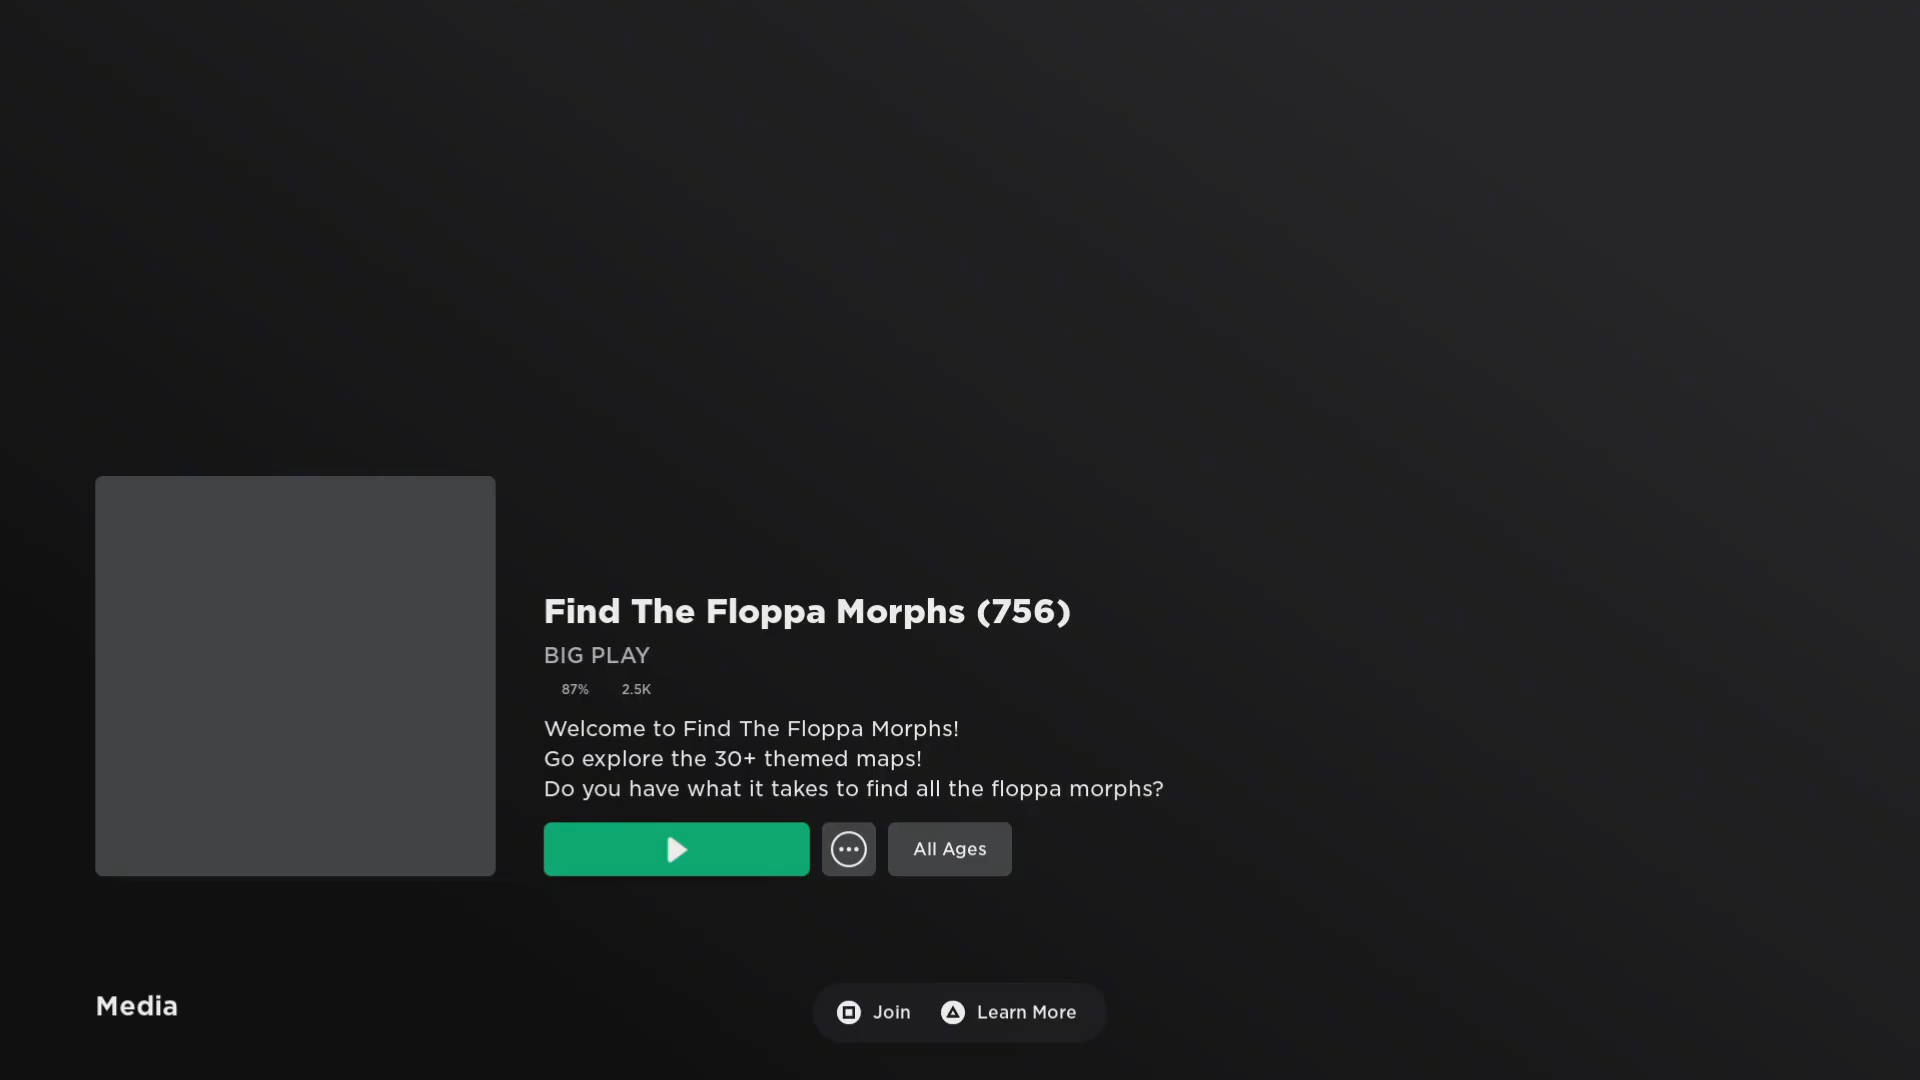 Find The Floppa Morphs (756)
BIG PLAY
87% 2.5K
Welcome to Find The Floppa Morphs!
Go explore the 30+ themed maps!
Do you have what it takes to find all the floppa morphs?
All Ages
Media
Join Learn More